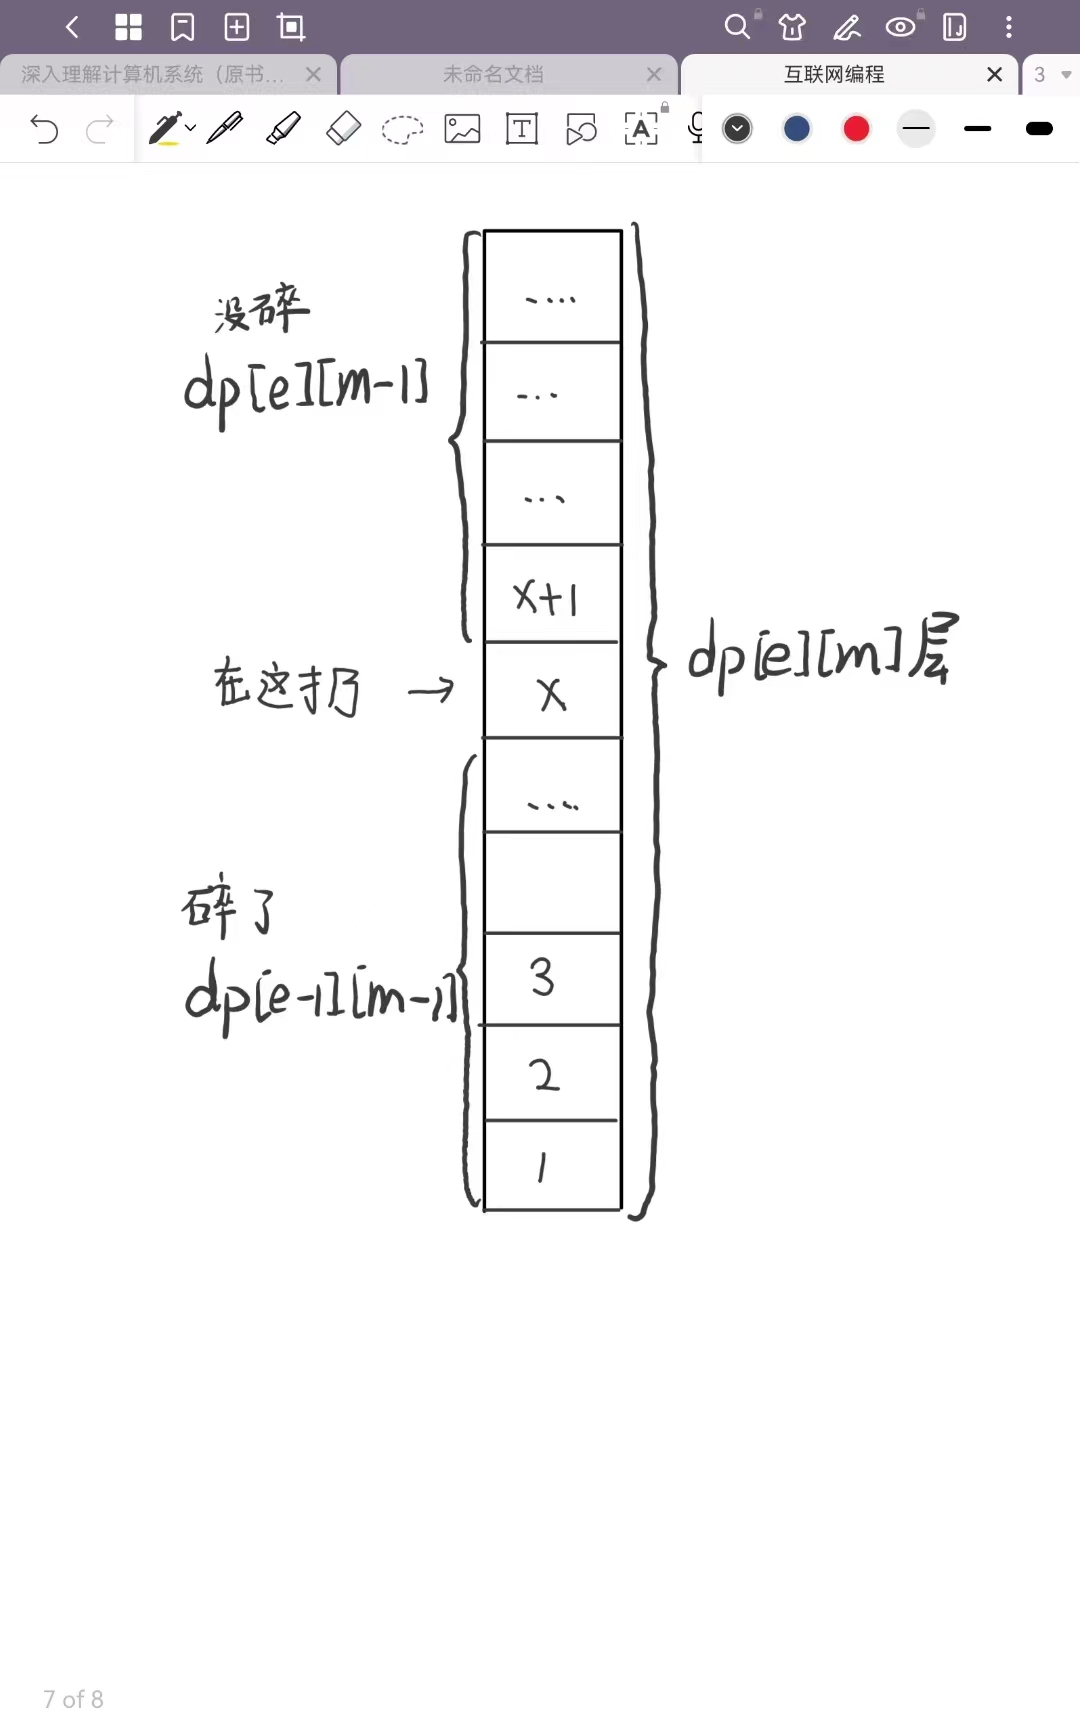 深入理解计算机系统（原书...
未命名文档
互联网编程
3
T
A
....
没碎
dp[e][m-1]
...
...
x+1
dp[e][m]层
在这扔 → x
....
碎了
3
dp[e-1][m-1]
2
1
7 of 8